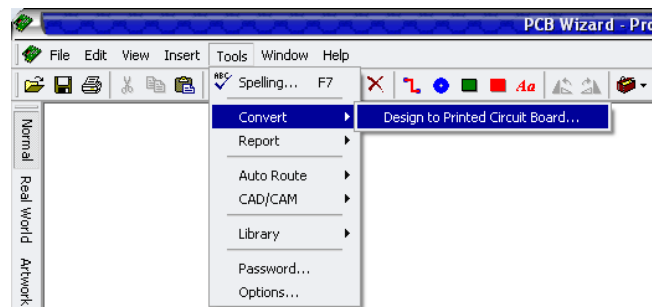 PCB Wizard - Pro
File Edit View Insert Tools Window Help
ABC Spelling... F7
Aa
Convert
Design to Printed Circuit Board...
Report
Auto Route
CAD/CAM
Library
Password...
Options...
Normal
Real World
Artwork